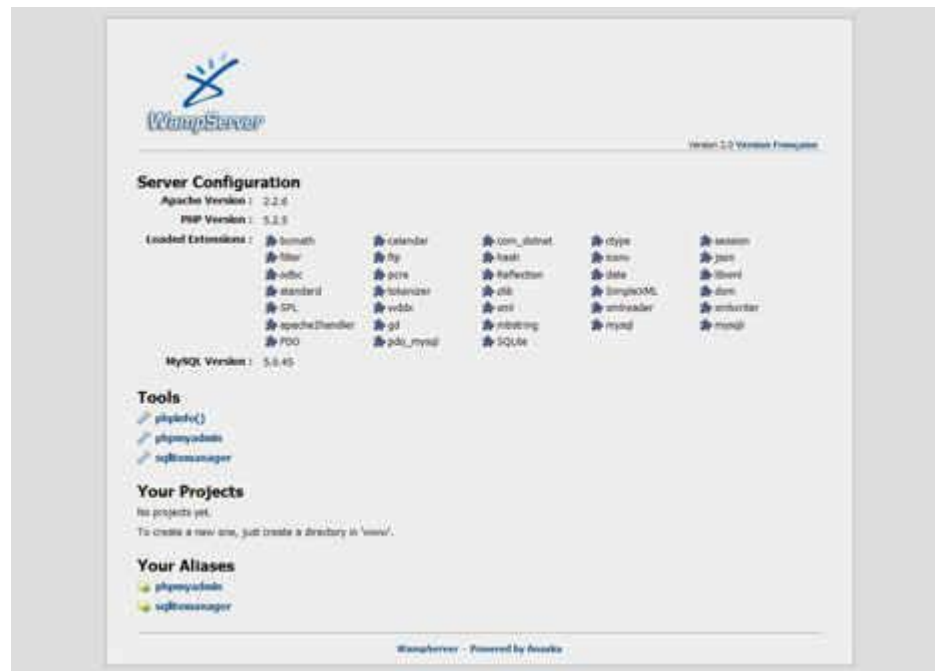 WampServer
Version 2.0 Version Française
Server Configuration
Apache Version : 2.2.6
PHP Version : 5.2.5
Loaded Extensions : bcmath calendar com_dotnet ctype session
filter ftp hash iconv json
odbc pcre Reflection date libxml
standard tokenizer zlib SimpleXML dom
SPL wddx xml xmlreader xmlwriter
apache2handler gd mbstring mysql mysqli
PDO pdo_mysql SQLite
MySQL Version : 5.0.45
Tools
phpinfo()
phpmyadmin
sqlitemanager
Your Projects
No projects yet.
To create a new one, just create a directory in 'www'.
Your Aliases
phpmyadmin
sqlitemanager
WampServer - Powered by Anaska